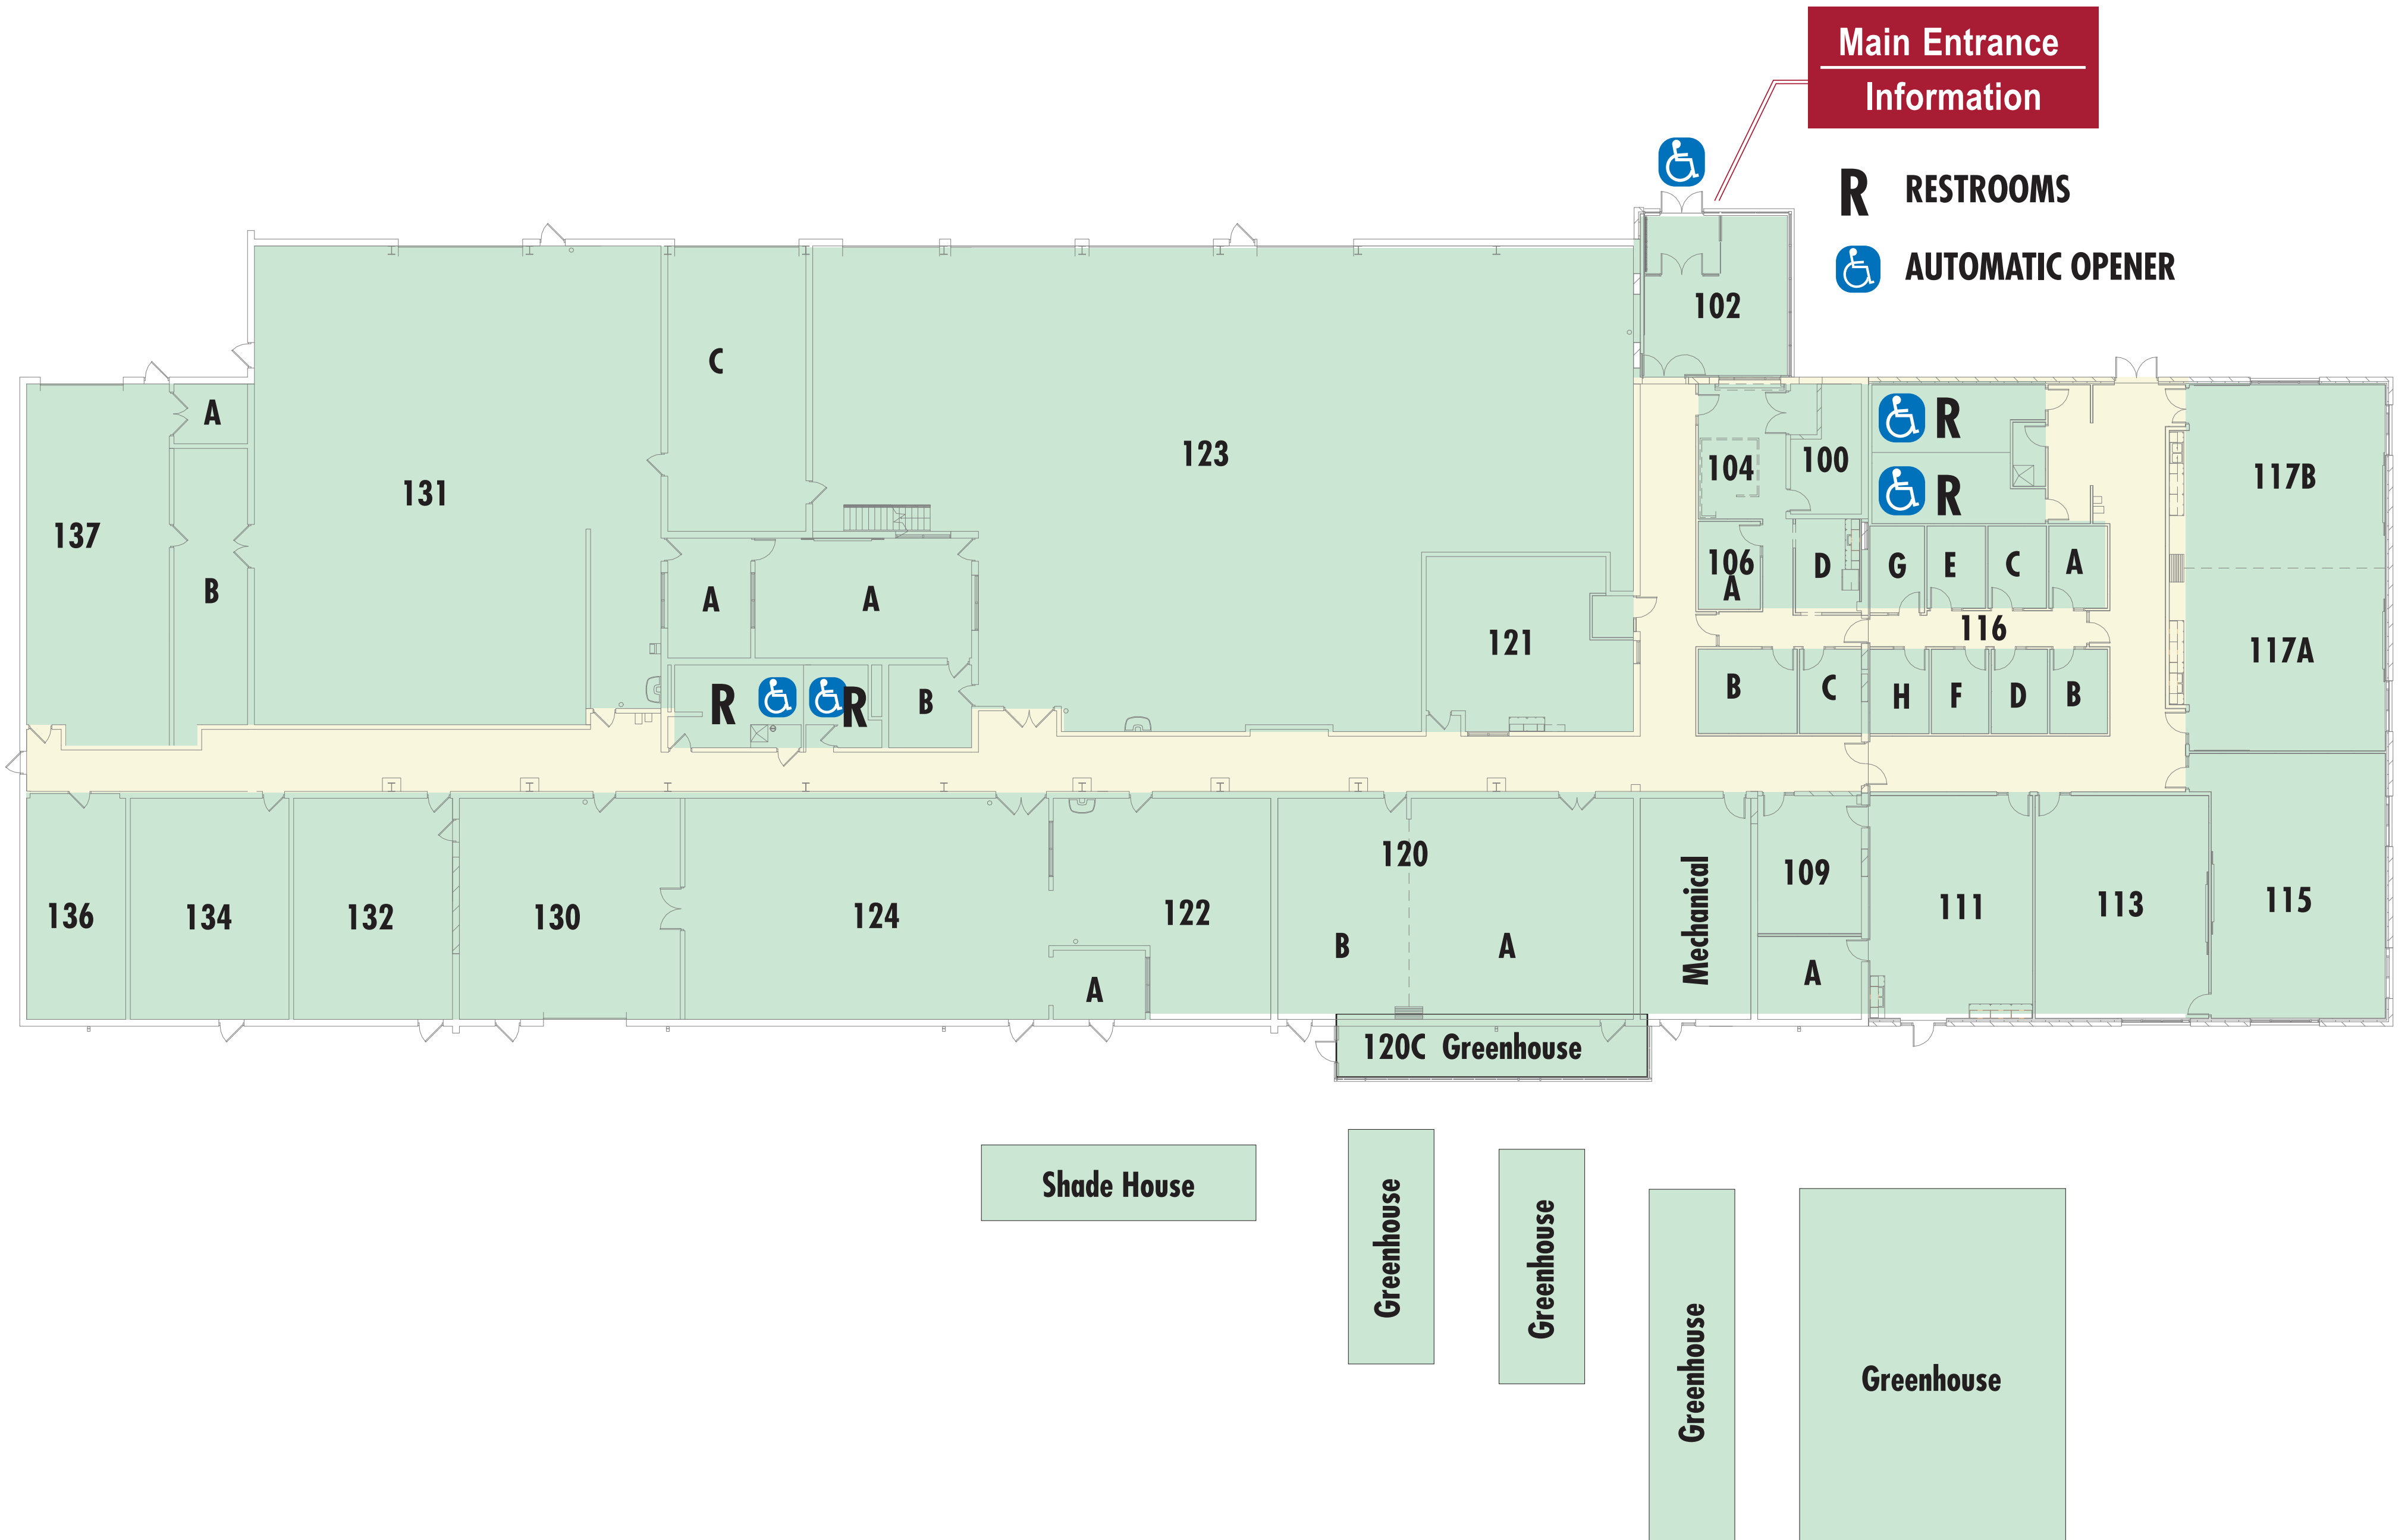 Main Entrance
Information
R RESTROOMS
AUTOMATIC OPENER
102
C
A
R
123
104
100
117B
131
R
137
106
A
D
G
E
C
A
B
A
A
121
116
117A
R
R
B
B
C
H
F
D
B
120
109
136
134
132
130
124
122
B
A
Mechanical
111
113
115
A
A
120C Greenhouse
Shade House
Greenhouse
Greenhouse
Greenhouse
Greenhouse